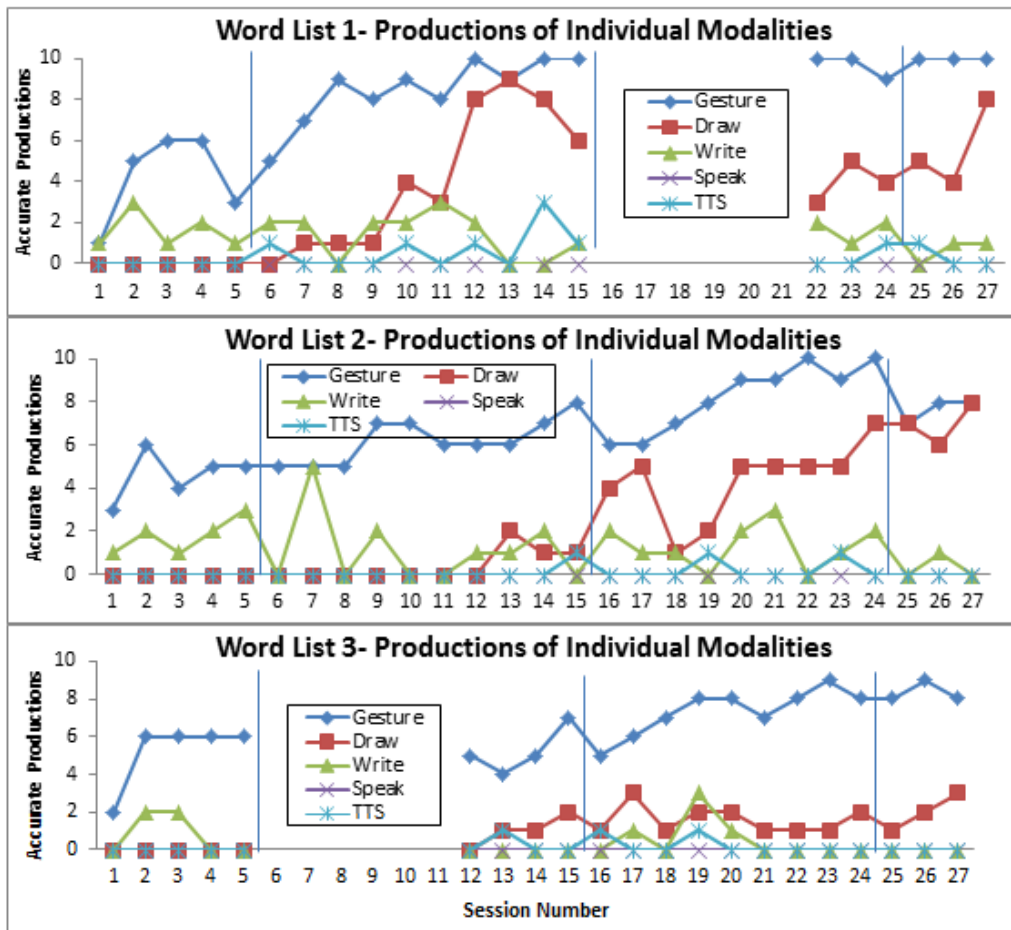 Word List 1- Productions of Individual Modalities
Accurate Productions
10
8
6
4
2
0
Gesture
Draw
Write
Speak
TTS
1 2 3 4 5 6 7 8 9 10 11 12 13 14 15 16 17 18 19 20 21 22 23 24 25 26 27
Word List 2- Productions of Individual Modalities
Accurate Productions
10
8
6
4
2
0
Gesture Draw
Write Speak
TTS
1 2 3 4 5 6 7 8 9 10 11 12 13 14 15 16 17 18 19 20 21 22 23 24 25 26 27
Word List 3- Productions of Individual Modalities
Accurate Productions
10
8
6
4
2
0
Gesture
Draw
Write
Speak
TTS
1 2 3 4 5 6 7 8 9 10 11 12 13 14 15 16 17 18 19 20 21 22 23 24 25 26 27
Session Number